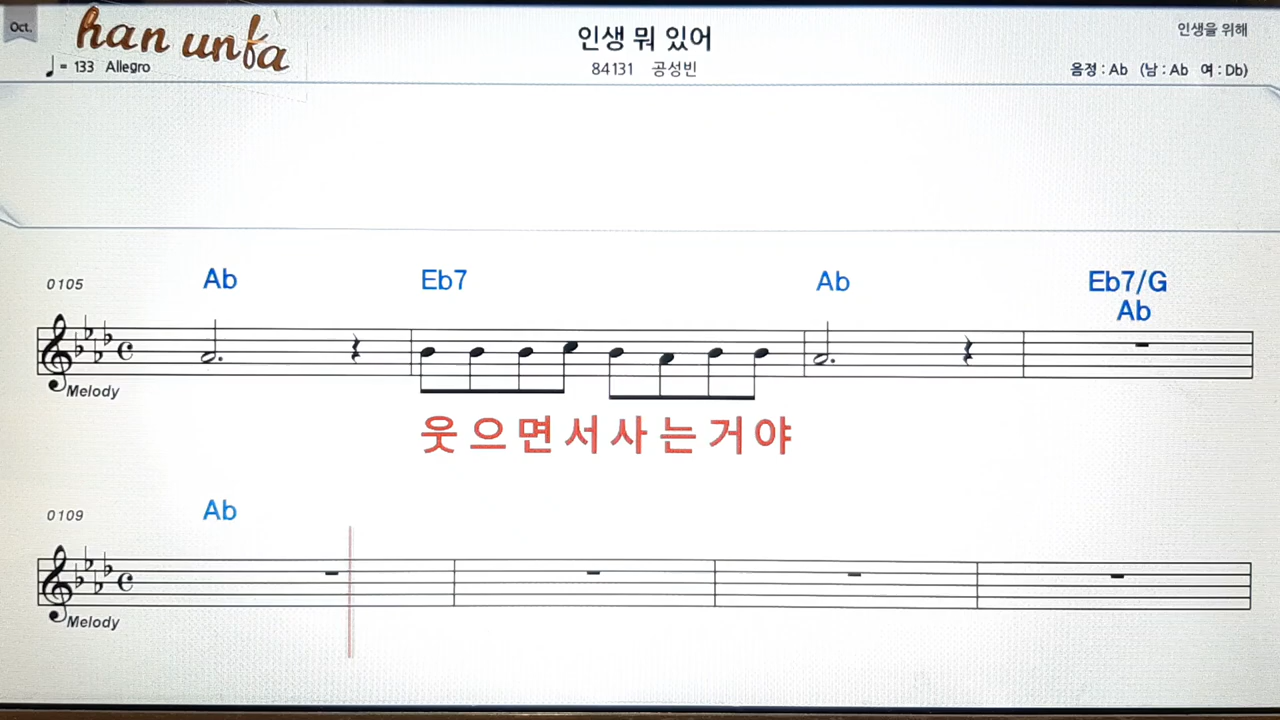 Oct.
han unfa
인생 뭐 있어
인생을 위해
= 133 Allegro
84131 공성빈
음정 : Ab (남 : Ab 여 : Db)
0105 Ab Eb7 Ab Eb7/G
Ab
Melody
웃으면서사는거야
0109 Ab
Melody